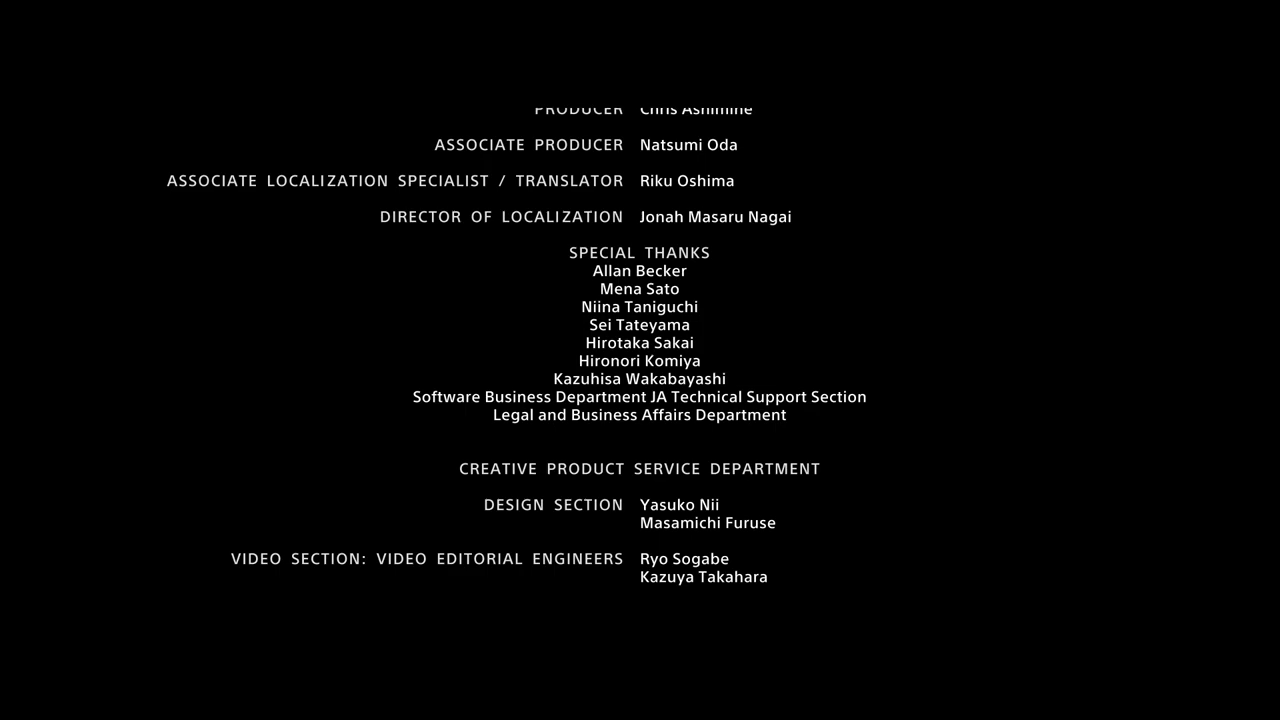 PRODUCER Chris Ashimine
ASSOCIATE PRODUCER Natsumi Oda
ASSOCIATE LOCALIZATION SPECIALIST / TRANSLATOR Riku Oshima
DIRECTOR OF LOCALIZATION Jonah Masaru Nagai
SPECIAL THANKS
Allan Becker
Mena Sato
Niina Taniguchi
Sei Tateyama
Hirotaka Sakai
Hironori Komiya
Kazuhisa Wakabayashi
Software Business Department JA Technical Support Section
Legal and Business Affairs Department
CREATIVE PRODUCT SERVICE DEPARTMENT
DESIGN SECTION Yasuko Nii
Masamichi Furuse
VIDEO SECTION: VIDEO EDITORIAL ENGINEERS Ryo Sogabe
Kazuya Takahara